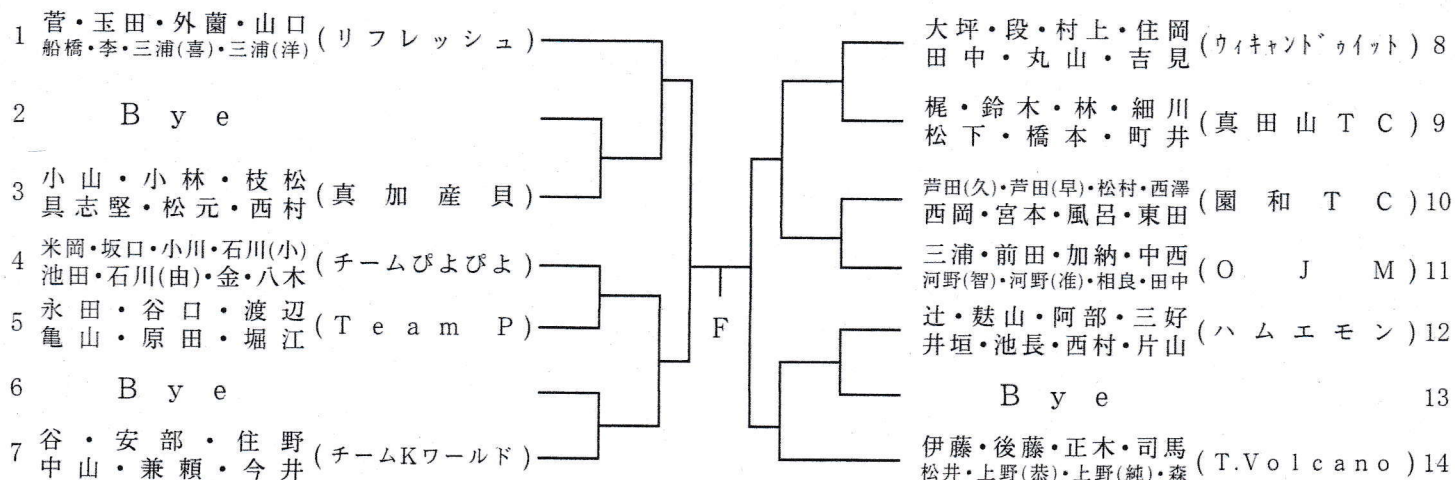 1 菅・玉田・外薗・山口
船橋・李・三浦(喜)・三浦(洋)
(リフレッシュ)
2 Bye
3 小山・小林・枝松
具志堅・松元・西村
(真加産貝)
4 米岡・坂口・小川・石川(小)
池田・石川(由)・金・八木
(チームぴよぴよ)
5 永田・谷口・渡辺
亀山・原田・堀江
(Team P)
6 Bye
7 谷・安部・住野
中山・兼頼・今井
(チームKワールド)
F
大坪・段・村上・住岡
田中・丸山・吉見
(ウィキャンドゥイット) 8
梶・鈴木・林・細川
松下・橋本・町井
(真田山TC) 9
芦田(久)・芦田(早)・松村・西澤
西岡・宮本・風呂・東田
(園和TC) 10
三浦・前田・加納・中西
河野(智)・河野(准)・相良・田中
(OJM) 11
辻・麸山・阿部・三好
井垣・池長・西村・片山
(ハムエモン) 12
Bye 13
伊藤・後藤・正木・司馬
松井・上野(恭)・上野(純)・森
(T.Volcano) 14